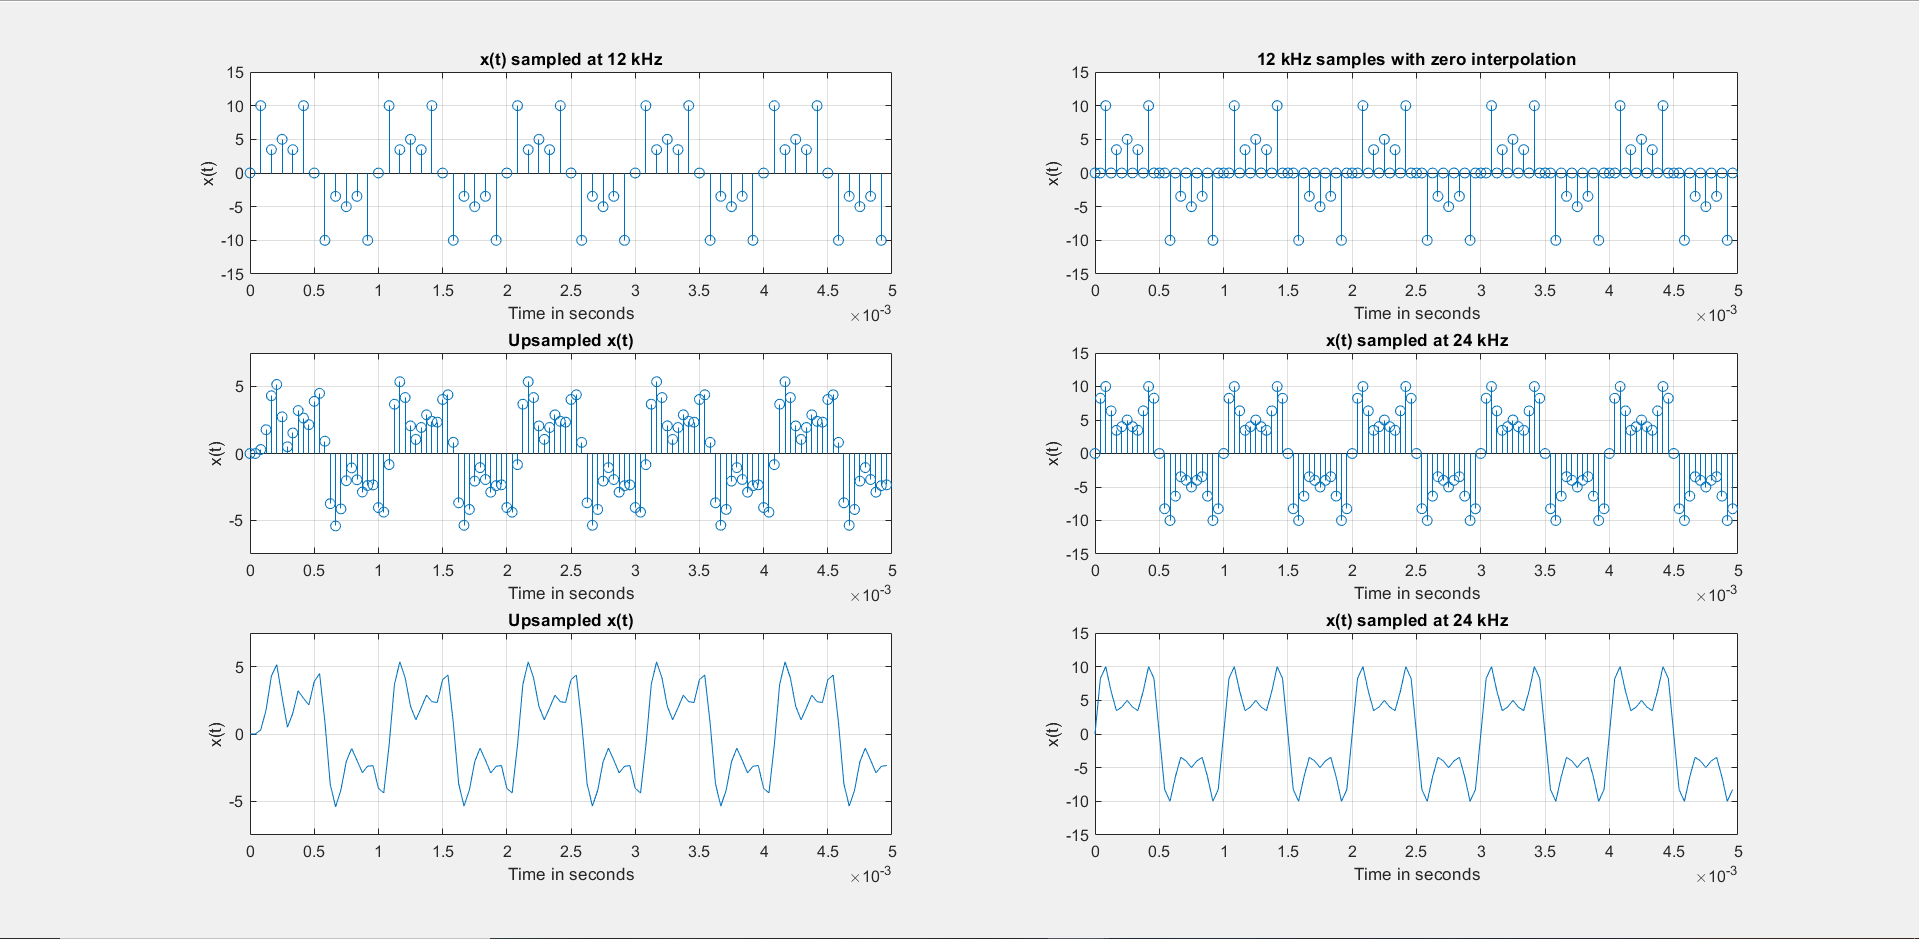 x(t) sampled at 12 kHz
15
10
5
0
-5
-10
-15
x(t)
0 0.5 1 1.5 2 2.5 3 3.5 4 4.5 5
Time in seconds
×10-3
12 kHz samples with zero interpolation
15
10
5
0
-5
-10
-15
x(t)
0 0.5 1 1.5 2 2.5 3 3.5 4 4.5 5
Time in seconds
×10-3
Upsampled x(t)
5
0
-5
x(t)
0 0.5 1 1.5 2 2.5 3 3.5 4 4.5 5
Time in seconds
×10-3
x(t) sampled at 24 kHz
15
10
5
0
-5
-10
-15
x(t)
0 0.5 1 1.5 2 2.5 3 3.5 4 4.5 5
Time in seconds
×10-3
Upsampled x(t)
5
0
-5
x(t)
0 0.5 1 1.5 2 2.5 3 3.5 4 4.5 5
Time in seconds
×10-3
x(t) sampled at 24 kHz
15
10
5
0
-5
-10
-15
x(t)
0 0.5 1 1.5 2 2.5 3 3.5 4 4.5 5
Time in seconds
×10-3